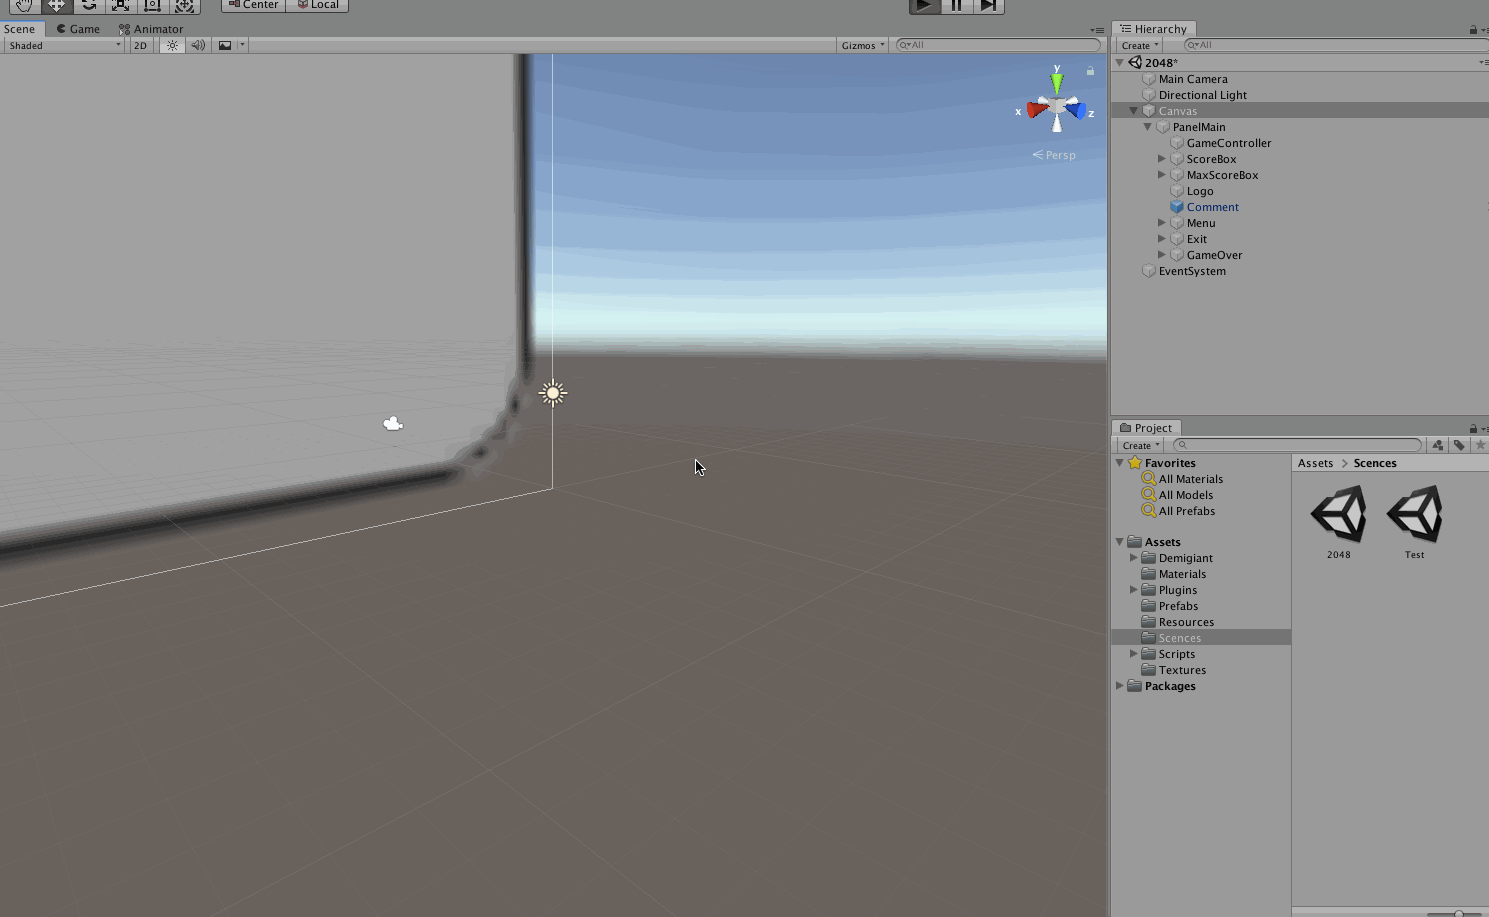 Center Local
Scene Game Animator
Shaded 2D Gizmos All
y
x z
Persp
Hierarchy
Create All
2048*
Main Camera
Directional Light
Canvas
PanelMain
GameController
ScoreBox
MaxScoreBox
Logo
Comment
Menu
Exit
GameOver
EventSystem
Project
Create
Favorites
All Materials
All Models
All Prefabs
Assets
Demigiant
Materials
Plugins
Prefabs
Resources
Scences
Scripts
Textures
Packages
Assets > Scences
2048 Test